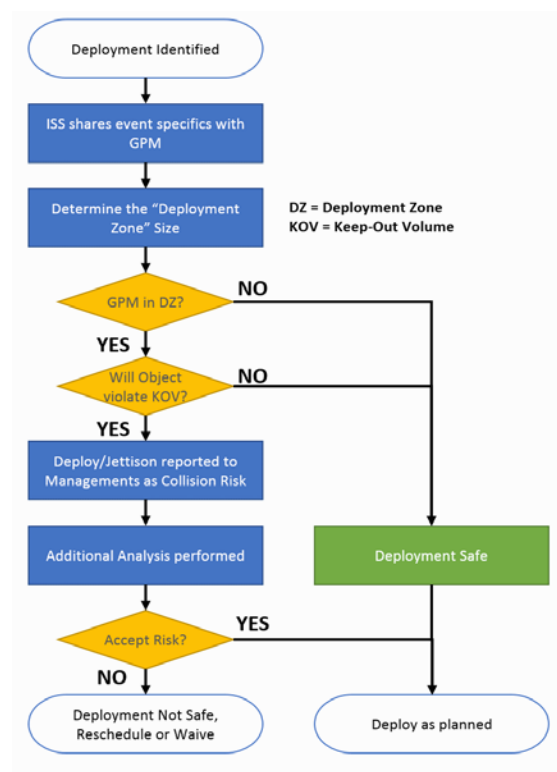 Deployment Identified
ISS shares event specifics with
GPM
Determine the “Deployment
Zone” Size
DZ = Deployment Zone
KOV = Keep-Out Volume
GPM in DZ?
NO
YES
Will Object
violate KOV?
NO
YES
Deploy/Jettison reported to
Managements as Collision Risk
Additional Analysis performed
Deployment Safe
Accept Risk?
YES
NO
Deployment Not Safe,
Reschedule or Waive
Deploy as planned